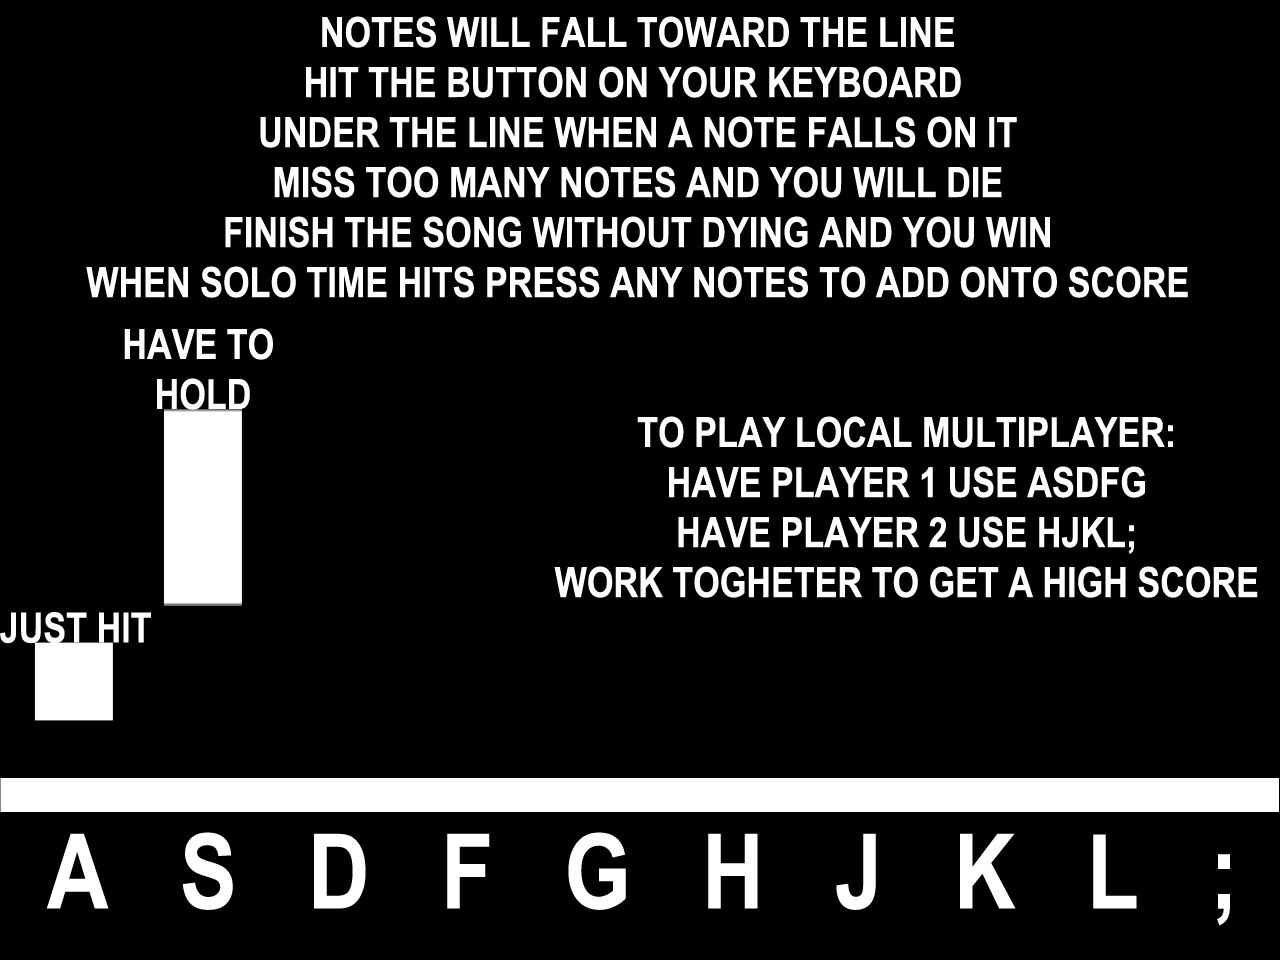 NOTES WILL FALL TOWARD THE LINE
HIT THE BUTTON ON YOUR KEYBOARD
UNDER THE LINE WHEN A NOTE FALLS ON IT
MISS TOO MANY NOTES AND YOU WILL DIE
FINISH THE SONG WITHOUT DYING AND YOU WIN
WHEN SOLO TIME HITS PRESS ANY NOTES TO ADD ONTO SCORE
HAVE TO
HOLD
TO PLAY LOCAL MULTIPLAYER:
HAVE PLAYER 1 USE ASDFG
HAVE PLAYER 2 USE HJKL;
WORK TOGHETER TO GET A HIGH SCORE
JUST HIT
A S D F G H J K L ;